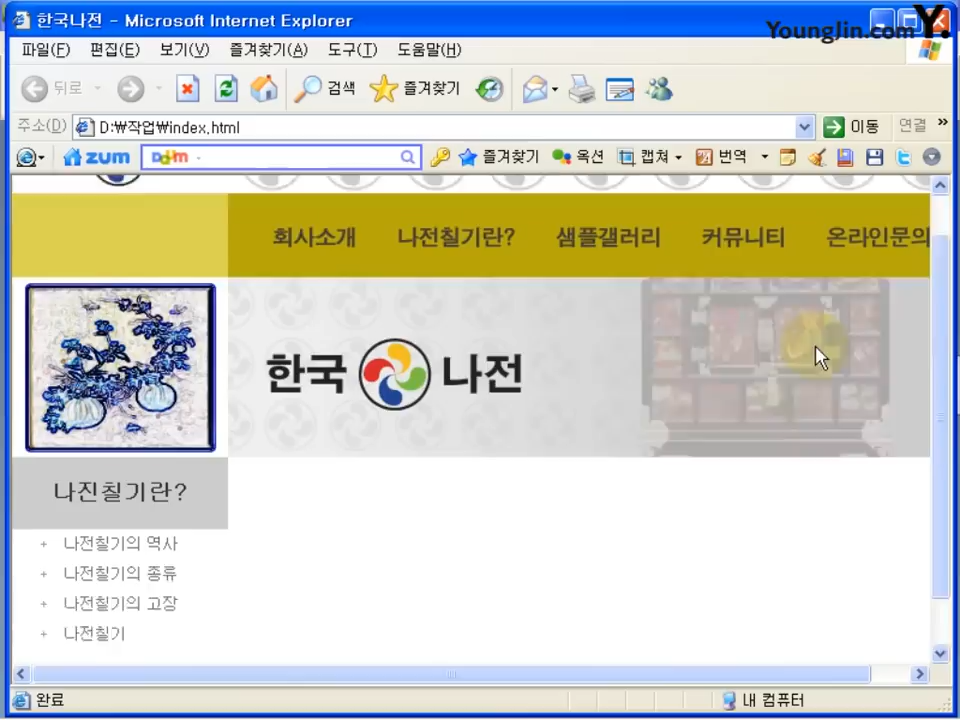 한국나전 - Microsoft Internet Explorer
YoungJin.com Y.
파일(F) 편집(E) 보기(V) 즐겨찾기(A) 도구(T) 도움말(H)
뒤로 검색 즐겨찾기
주소(D) D:₩작업₩index.html 이동 연결 »
zum Daum 즐겨찾기 옥션 캡쳐 번역
회사소개 나전칠기란? 샘플갤러리 커뮤니티 온라인문의
한국 나전
나진칠기란?
+ 나전칠기의 역사
+ 나전칠기의 종류
+ 나전칠기의 고장
+ 나전칠기
완료 내 컴퓨터